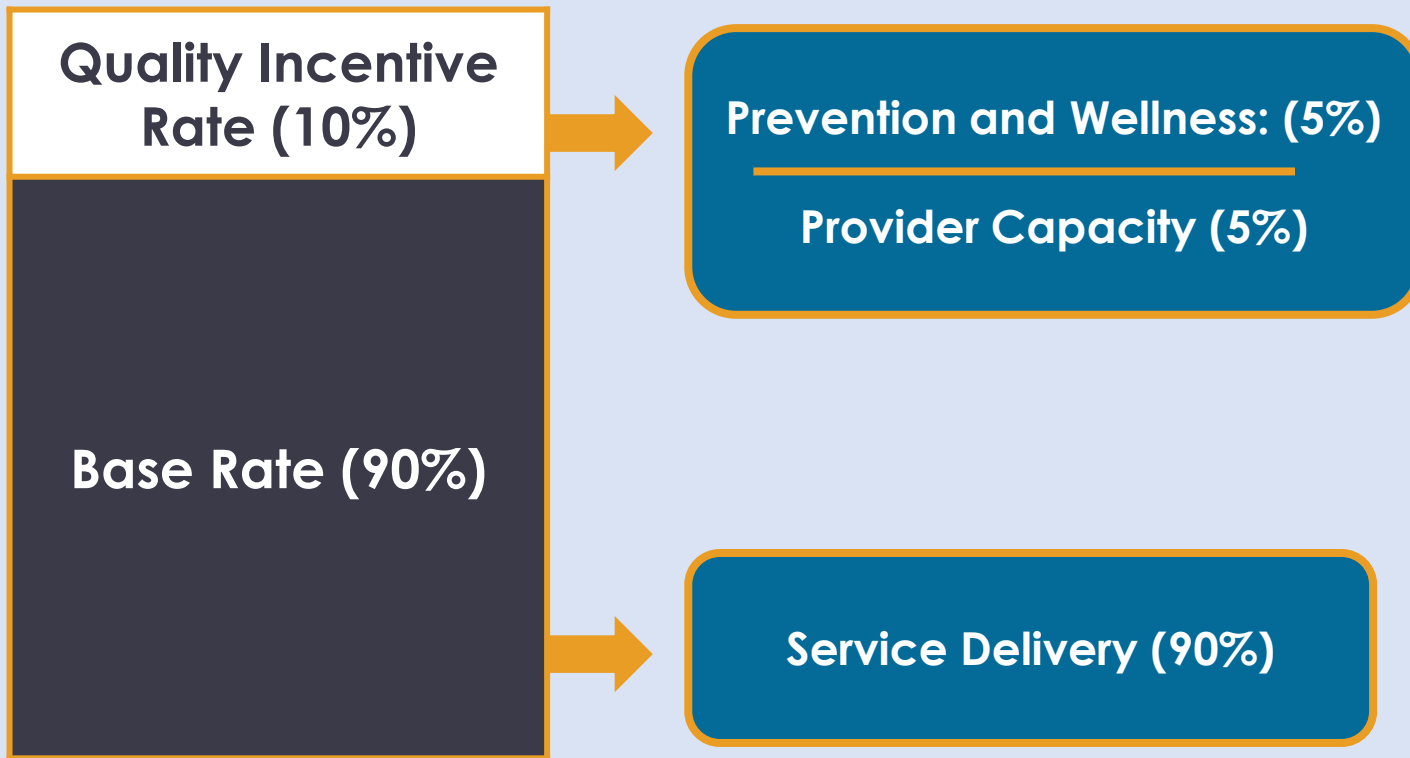 Quality Incentive
Rate (10%)
Prevention and Wellness: (5%)
Provider Capacity (5%)
Base Rate (90%)
Service Delivery (90%)